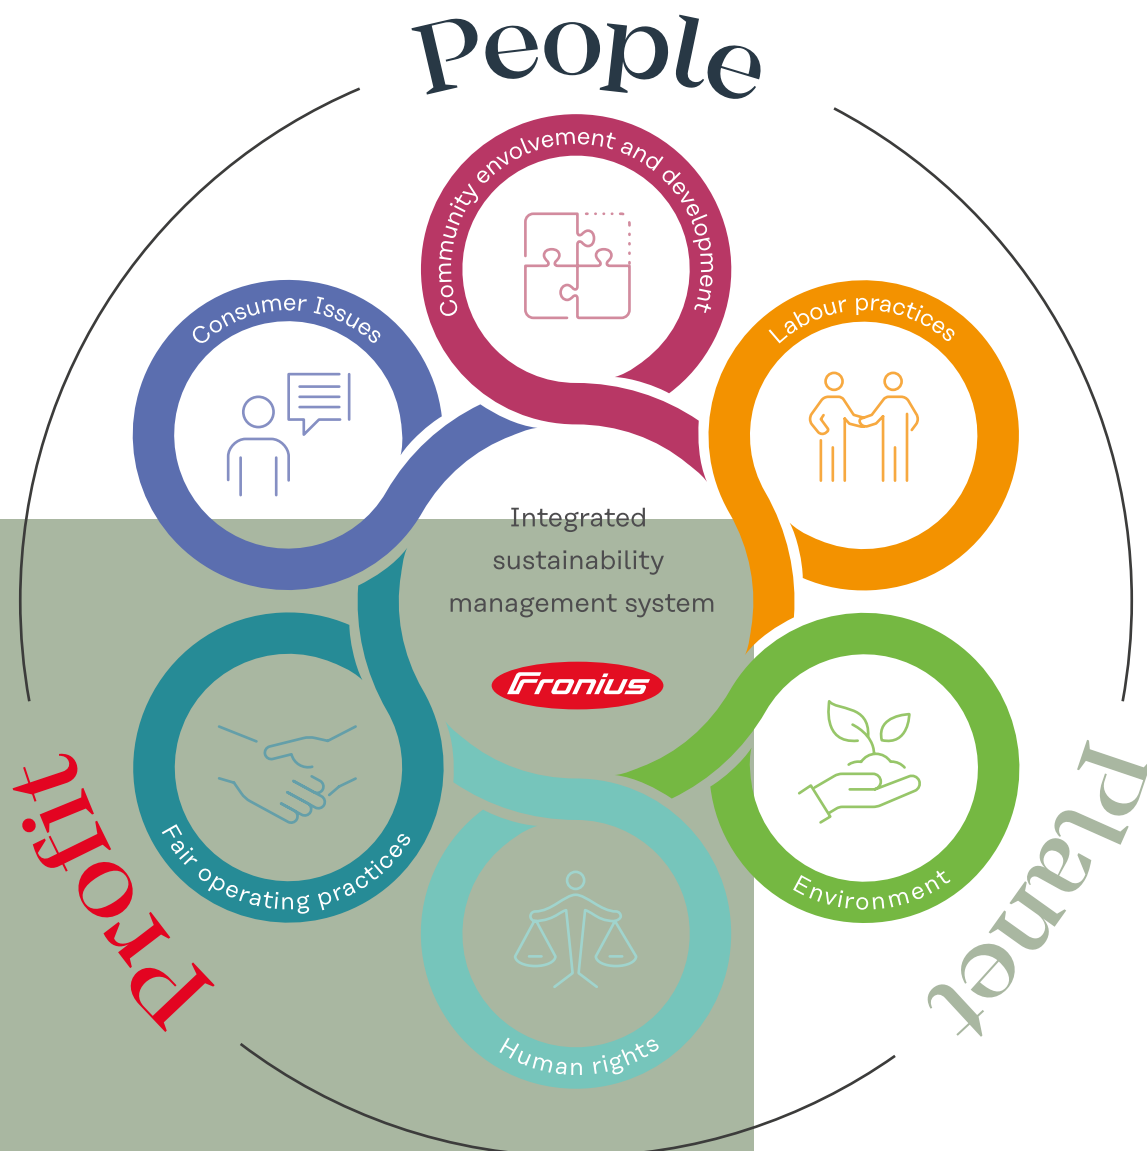 People
Community envolvement and development
Consumer Issues
Labour practices
Integrated
sustainability
management system
Fronius
Profit
Planet
Fair operating practices
Environment
Human rights